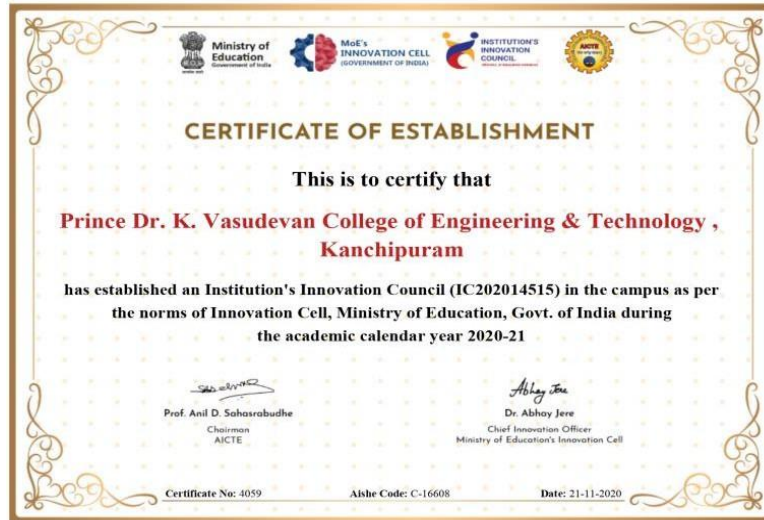 Ministry of
Education
Government of India
MoE's
INNOVATION CELL
(GOVERNMENT OF INDIA)
INSTITUTION'S
INNOVATION
COUNCIL
AICTE
CERTIFICATE OF ESTABLISHMENT
This is to certify that
Prince Dr. K. Vasudevan College of Engineering & Technology ,
Kanchipuram
has established an Institution's Innovation Council (IC202014515) in the campus as per
the norms of Innovation Cell, Ministry of Education, Govt. of India during
the academic calendar year 2020-21
Abhay Jere
Prof. Anil D. Sahasrabudhe
Dr. Abhay Jere
Chairman
Chief Innovation Officer
AICTE
Ministry of Education's Innovation Cell
Certificate No: 4059 Aishe Code: C-16608 Date: 21-11-2020